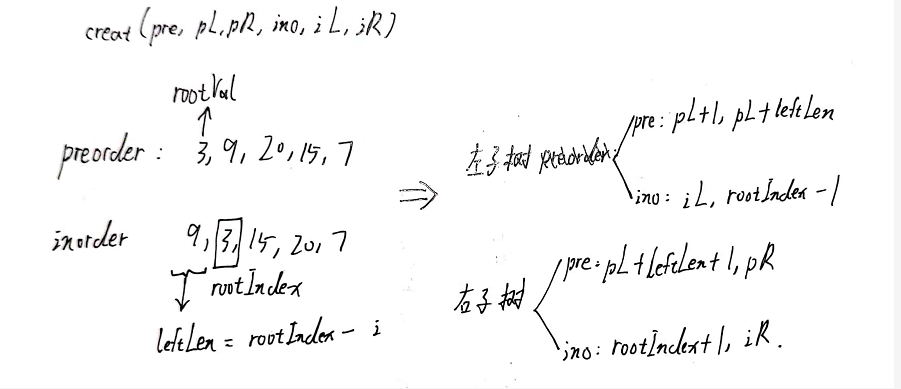 creat(pre, pL, pR, ino, iL, iR)
rootVal
preorder: 3, 9, 20, 15, 7
inorder 9, 3, 15, 20, 7
rootIndex
leftLen = rootIndex - i
⇒
左子树
pre: pL+1, pL+leftLen
ino: iL, rootIndex-1
右子树
pre: pL+leftLen+1, pR
ino: rootIndex+1, iR.